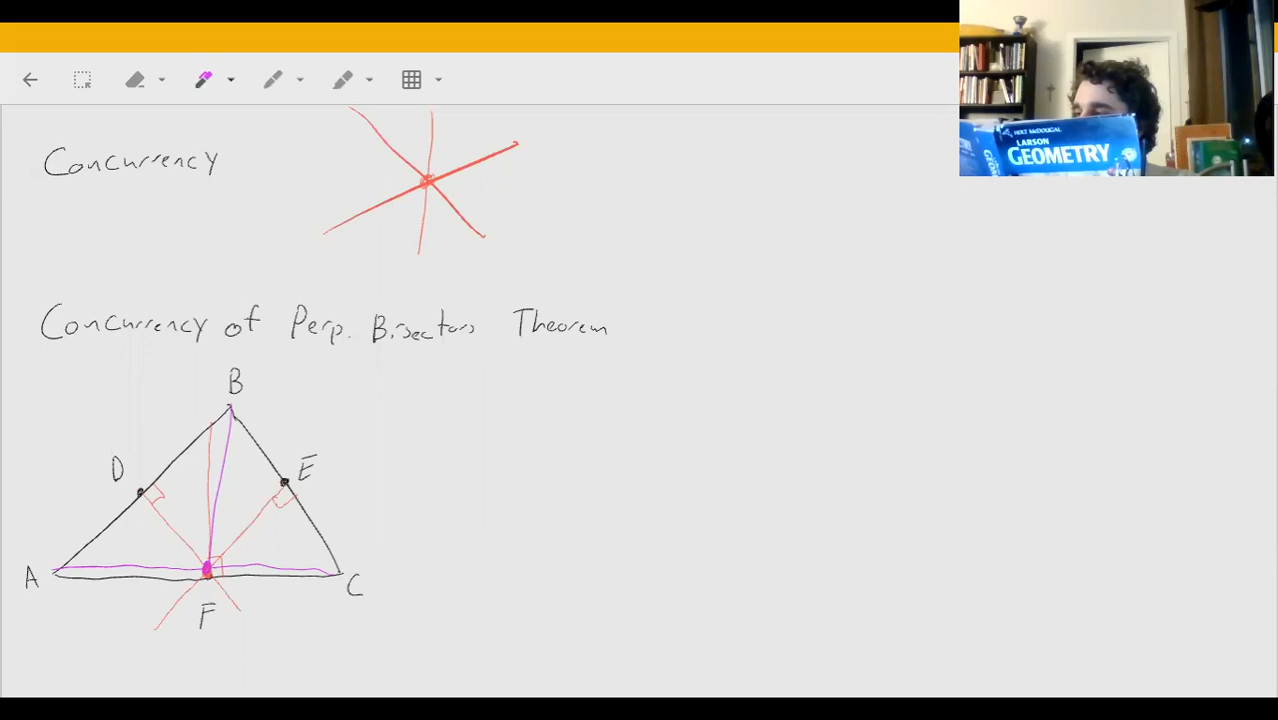 HOLT McDOUGAL
LARSON
GEOMETRY
Concurrency
Concurrency of Perp. Bisectors Theorem
B
D
E
A
C
F